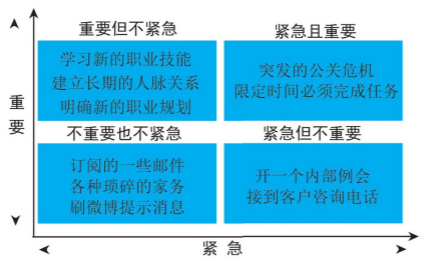 重要但不紧急
学习新的职业技能
建立长期的人脉关系
明确新的职业规划
紧急且重要
突发的公关危机
限定时间必须完成任务
重要
不重要也不紧急
订阅的一些邮件
各种琐碎的家务
刷微博提示消息
紧急但不重要
开一个内部例会
接到客户咨询电话
紧急